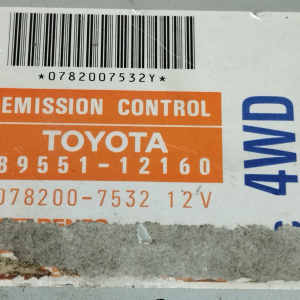 *0782007532Y*
EMISSION CONTROL
TOYOTA
89551-12160
078200-7532 12V
4WD